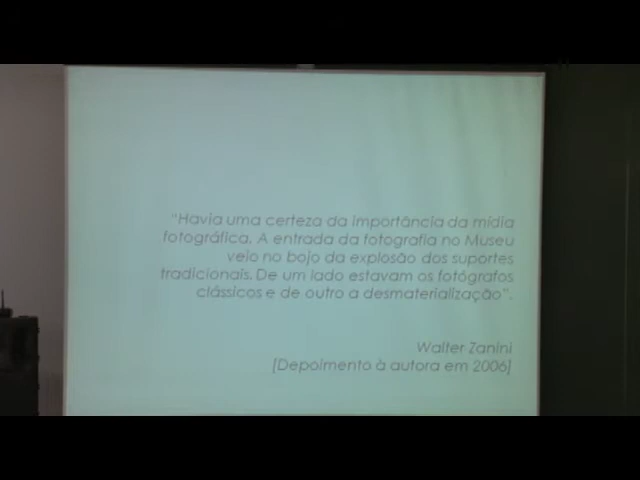 "Havia uma certeza da importância da mídia
fotográfica. A entrada da fotografia no Museu
veio no bojo da explosão dos suportes
tradicionais. De um lado estavam os fotógrafos
clássicos e de outro a desmaterialização".
Walter Zanini
[Depoimento à autora em 2006]